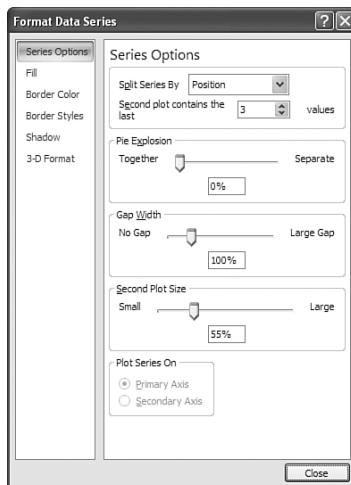 Format Data Series
Series Options
Fill
Border Color
Border Styles
Shadow
3-D Format
Series Options
Split Series By Position
Second plot contains the
last 3 values
Pie Explosion
Together Separate
0%
Gap Width
No Gap Large Gap
100%
Second Plot Size
Small Large
55%
Plot Series On
Primary Axis
Secondary Axis
Close